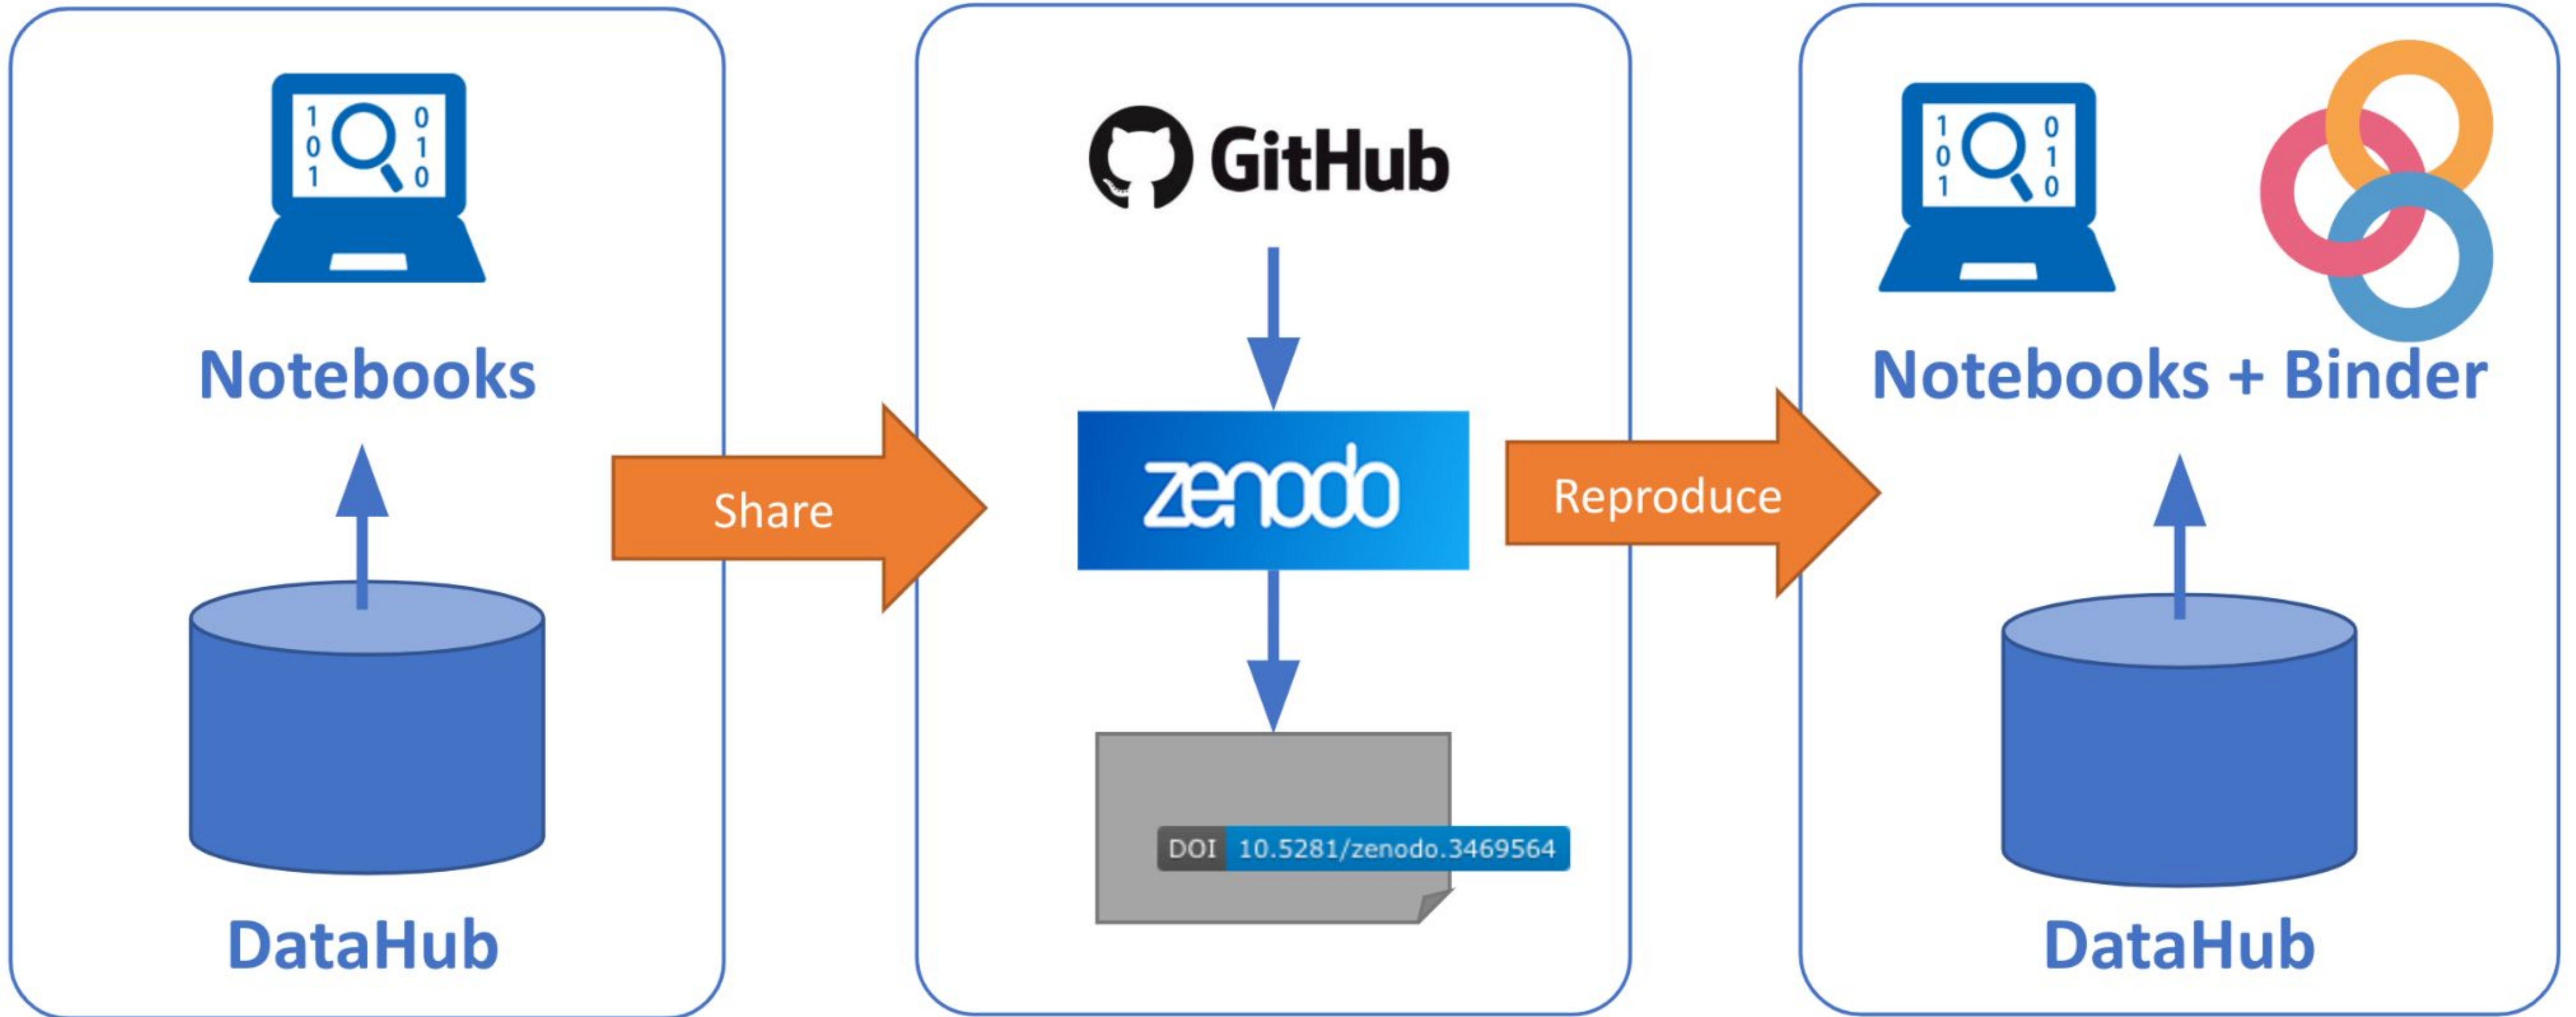 1 0
0 1
1 0
Notebooks
DataHub
Share
GitHub
zenodo
DOI 10.5281/zenodo.3469564
Reproduce
1 0
0 1
1 0
Notebooks + Binder
DataHub